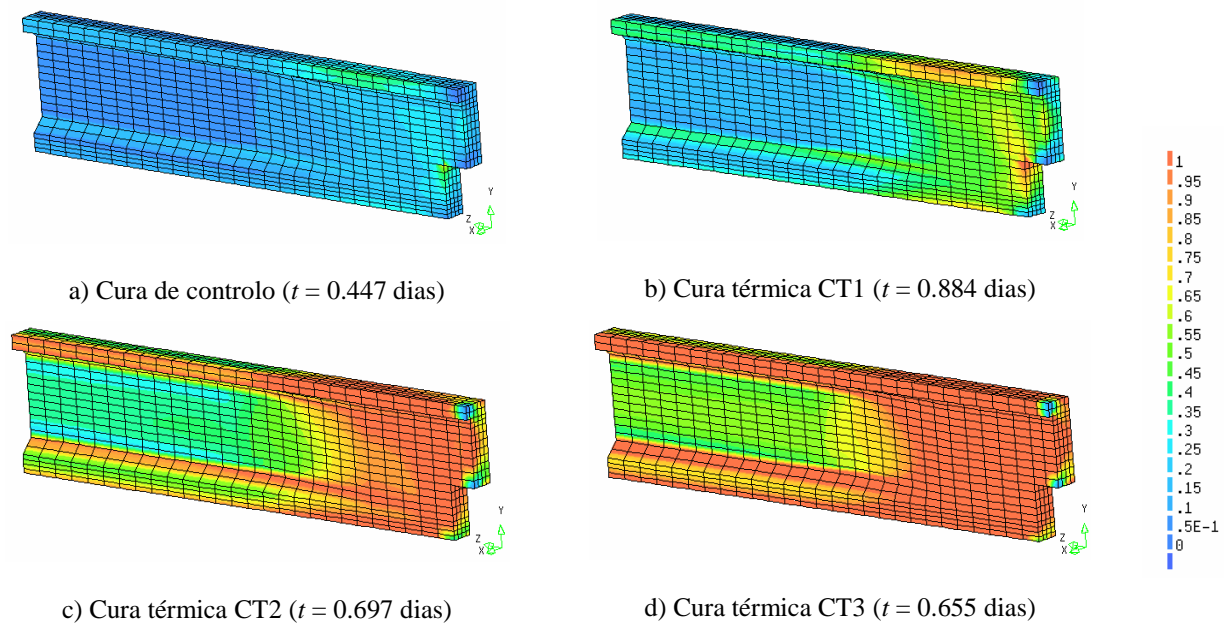 Y
Z
X
Y
Z
X
a) Cura de controlo (t = 0.447 dias)
b) Cura térmica CT1 (t = 0.884 dias)
Y
Z
X
Y
Z
X
c) Cura térmica CT2 (t = 0.697 dias)
d) Cura térmica CT3 (t = 0.655 dias)
1
.95
.9
.85
.8
.75
.7
.65
.6
.55
.5
.45
.4
.35
.3
.25
.2
.15
.1
.5E-1
0